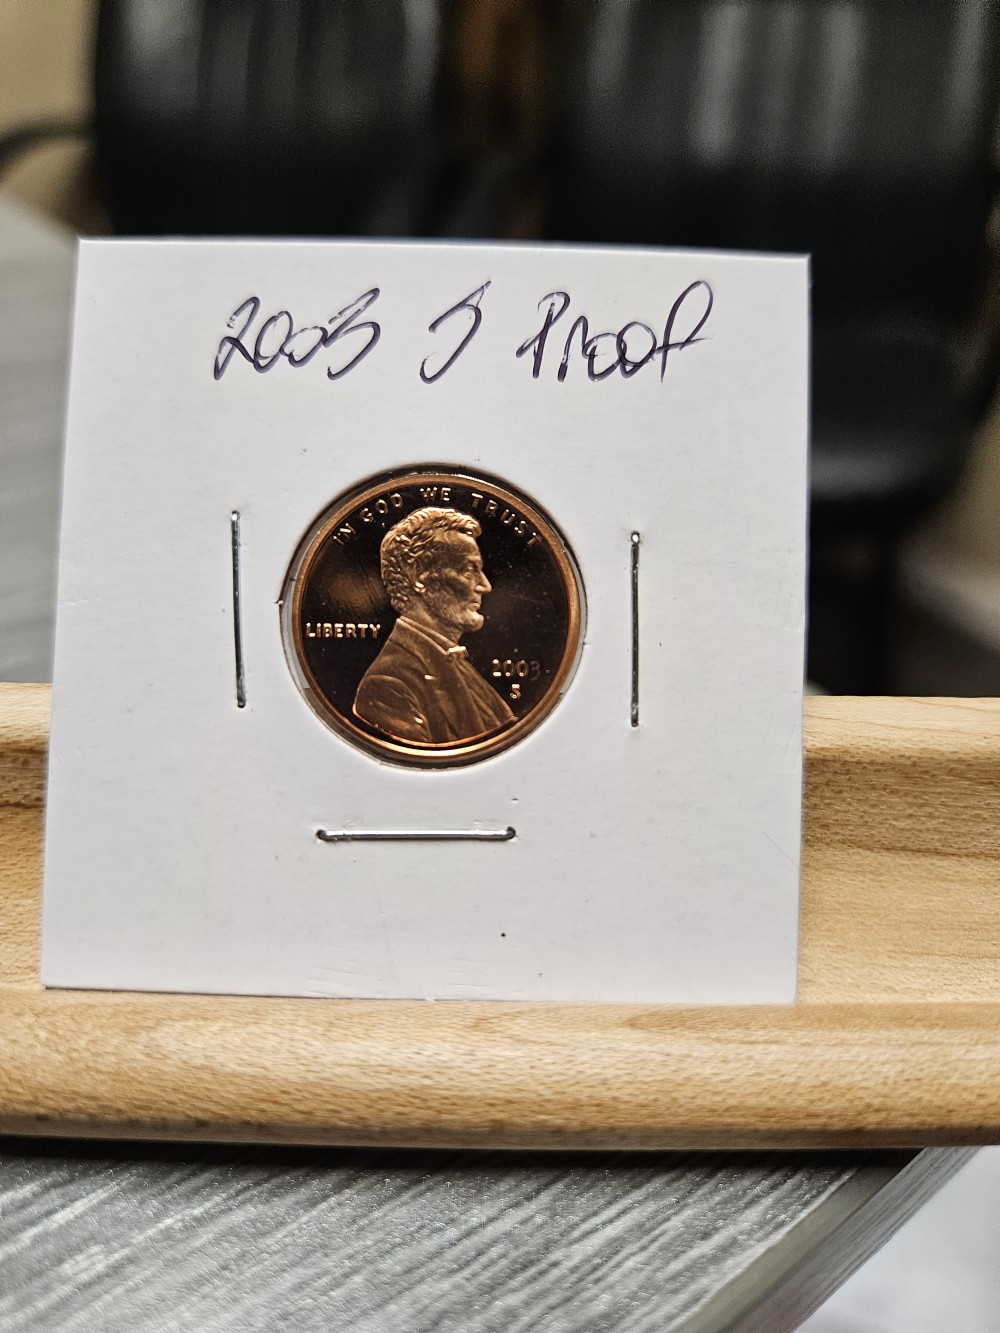 2003 S Proof
IN GOD WE TRUST
LIBERTY
2003
S